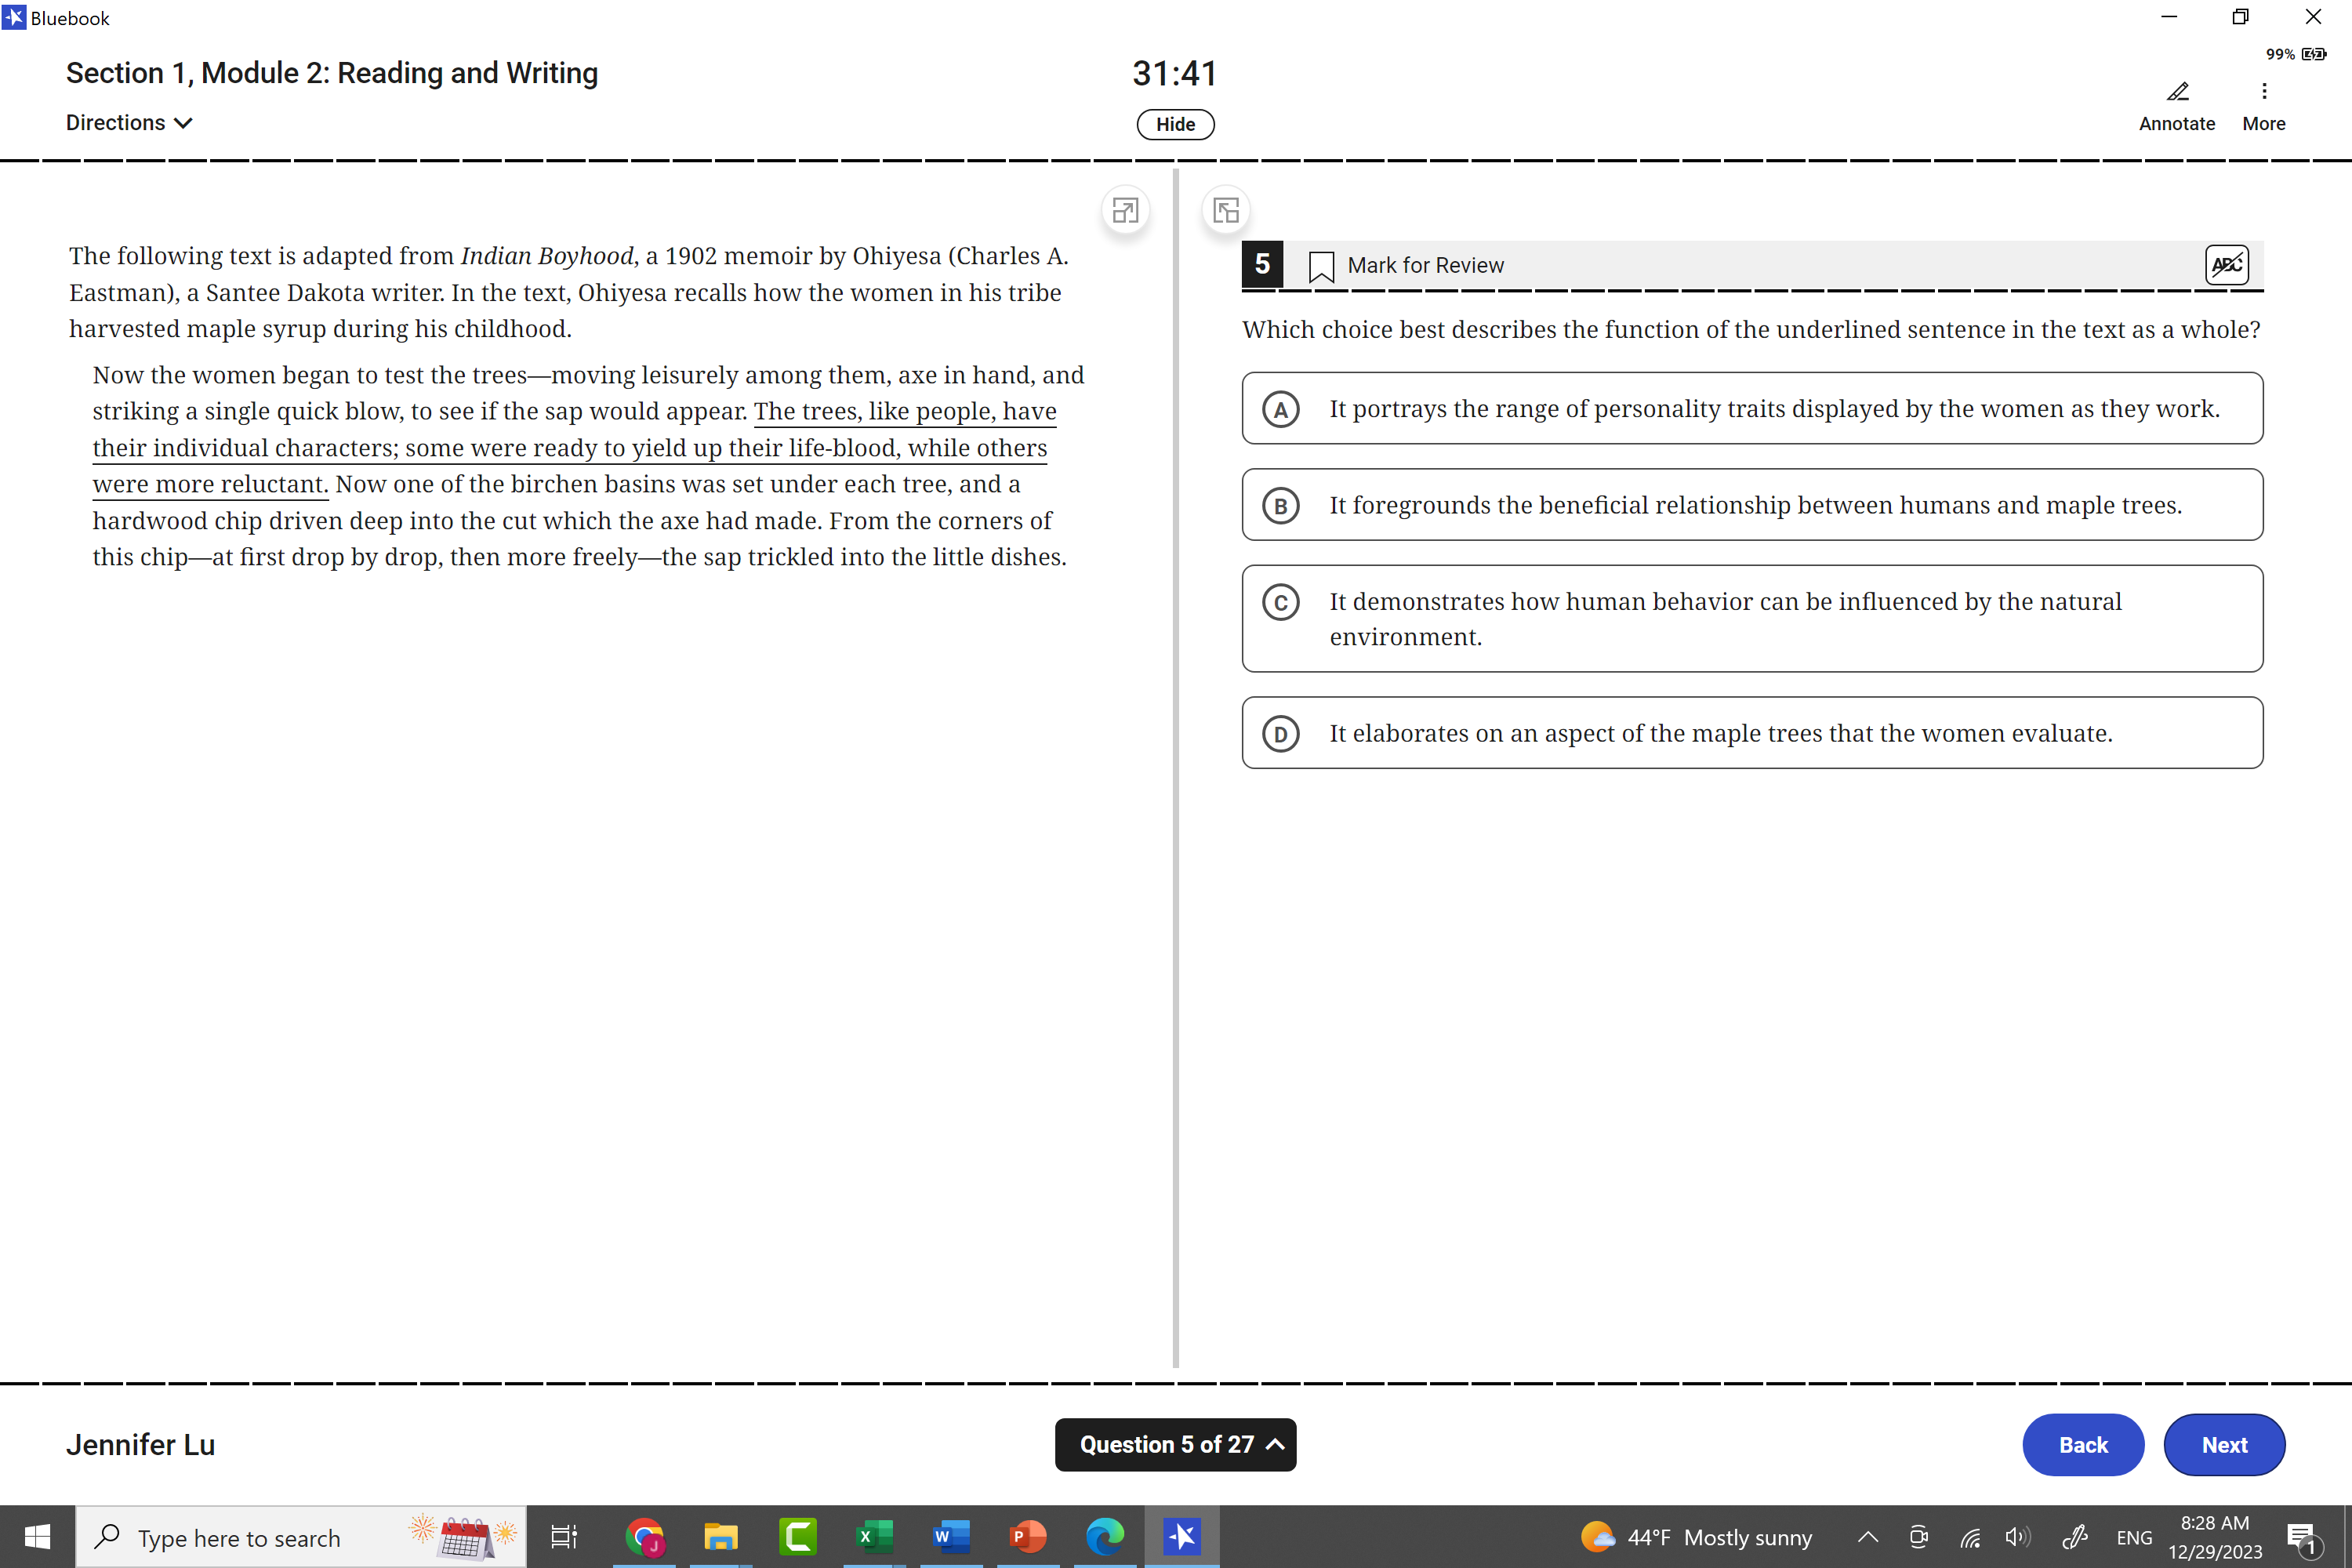 Bluebook
99%
Section 1, Module 2: Reading and Writing
31:41
Directions
Hide
Annotate
More
The following text is adapted from Indian Boyhood, a 1902 memoir by Ohiyesa (Charles A.
Eastman), a Santee Dakota writer. In the text, Ohiyesa recalls how the women in his tribe
harvested maple syrup during his childhood.
Now the women began to test the trees—moving leisurely among them, axe in hand, and
striking a single quick blow, to see if the sap would appear. The trees, like people, have
their individual characters; some were ready to yield up their life-blood, while others
were more reluctant. Now one of the birchen basins was set under each tree, and a
hardwood chip driven deep into the cut which the axe had made. From the corners of
this chip—at first drop by drop, then more freely—the sap trickled into the little dishes.
5
Mark for Review
ABC
Which choice best describes the function of the underlined sentence in the text as a whole?
A It portrays the range of personality traits displayed by the women as they work.
B It foregrounds the beneficial relationship between humans and maple trees.
C It demonstrates how human behavior can be influenced by the natural
environment.
D It elaborates on an aspect of the maple trees that the women evaluate.
Jennifer Lu
Question 5 of 27
Back
Next
Type here to search
J
X
W
P
44°F Mostly sunny
ENG
8:28 AM
12/29/2023
1